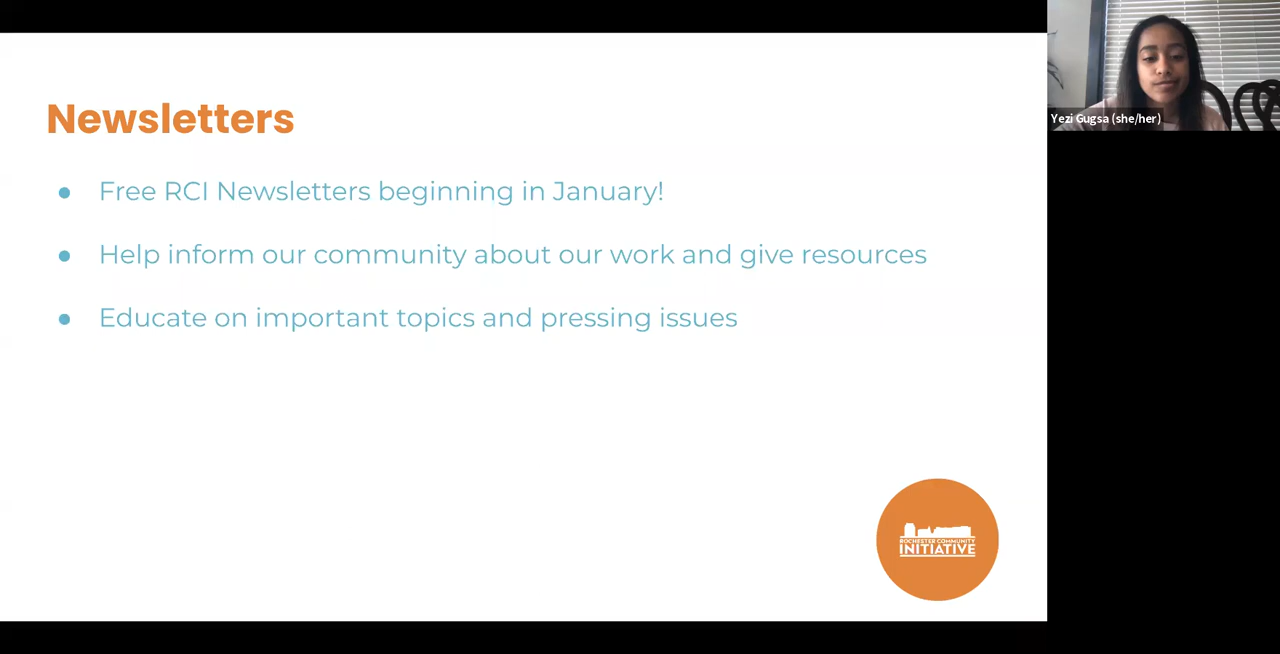 Newsletters
● Free RCI Newsletters beginning in January!
● Help inform our community about our work and give resources
● Educate on important topics and pressing issues
ROCHESTER COMMUNITY
INITIATIVE
Yezi Gugsa (she/her)